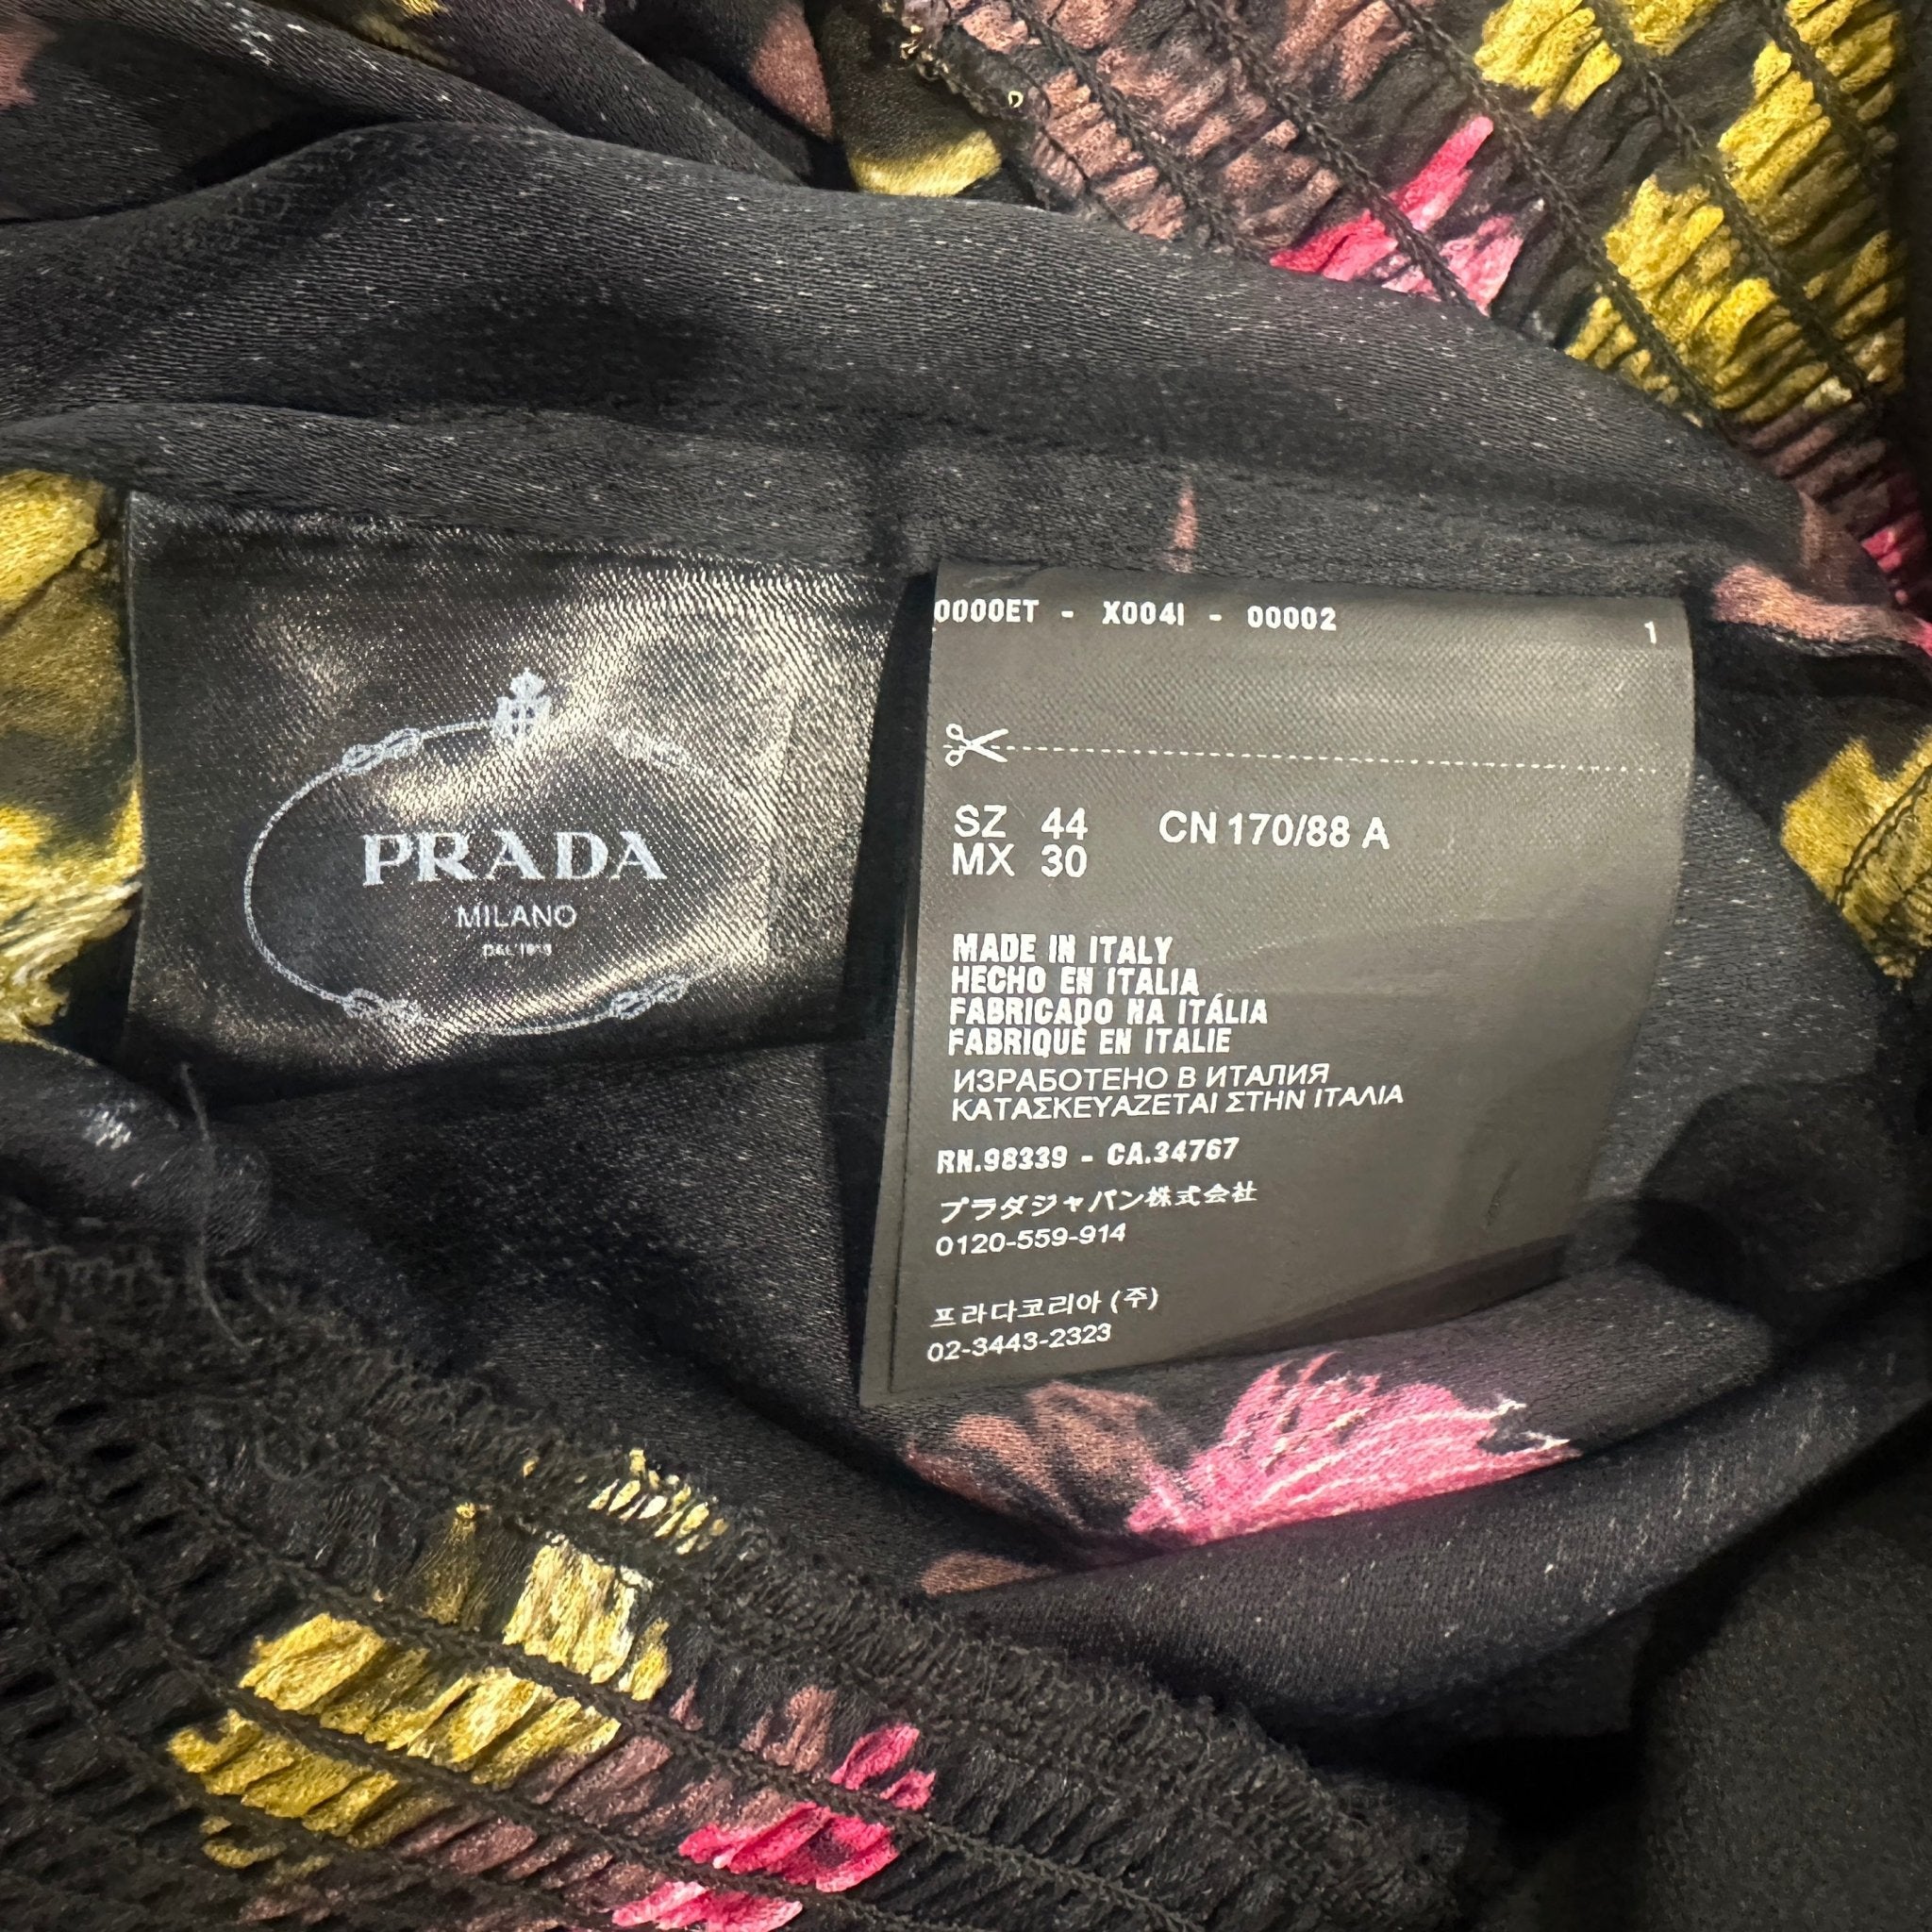 PRADA
MILANO
DAL 1913
0000ET - X004I - 00002
1
SZ 44 CN 170/88 A
MX 30
MADE IN ITALY
HECHO EN ITALIA
FABRICADO NA ITÁLIA
FABRIQUÉ EN ITALIE
ИЗРАБОТЕНО В ИТАЛИЯ
ΚΑΤΑΣΚΕΥΑΖΕΤΑΙ ΣΤΗΝ ΙΤΑΛΙΑ
RN.98339 - CA.34767
プラダジャパン株式会社
0120-559-914
프라다코리아 (주)
02-3443-2323